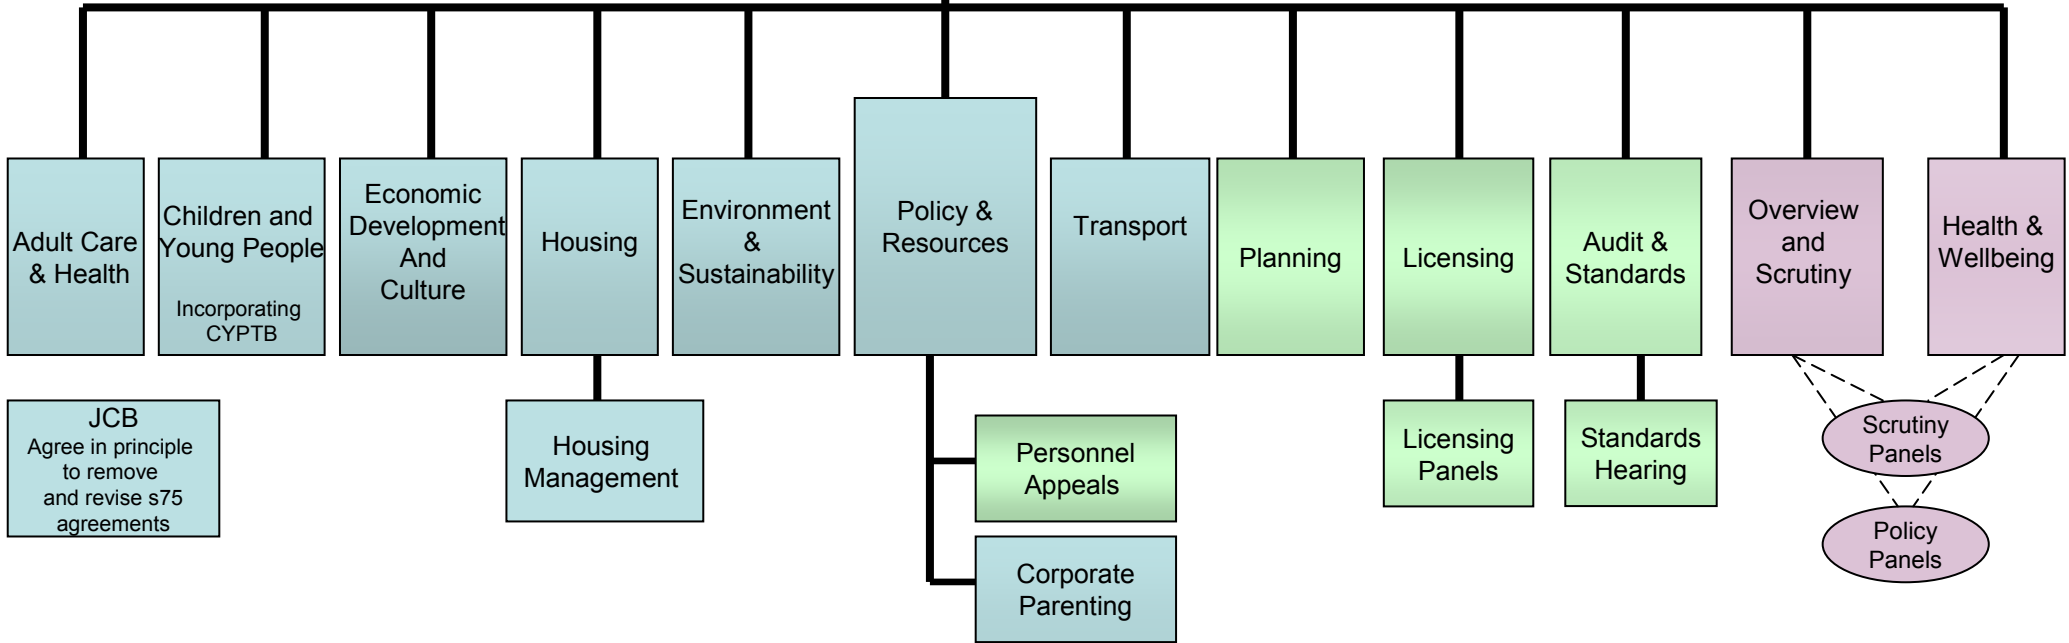 Adult Care
& Health
Children and
Young People
Incorporating
CYPTB
Economic
Development
And
Culture
Housing
Environment
&
Sustainability
Policy &
Resources
Transport
Planning
Licensing
Audit &
Standards
Overview
and
Scrutiny
Health &
Wellbeing
JCB
Agree in principle
to remove
and revise s75
agreements
Housing
Management
Personnel
Appeals
Corporate
Parenting
Licensing
Panels
Standards
Hearing
Scrutiny
Panels
Policy
Panels